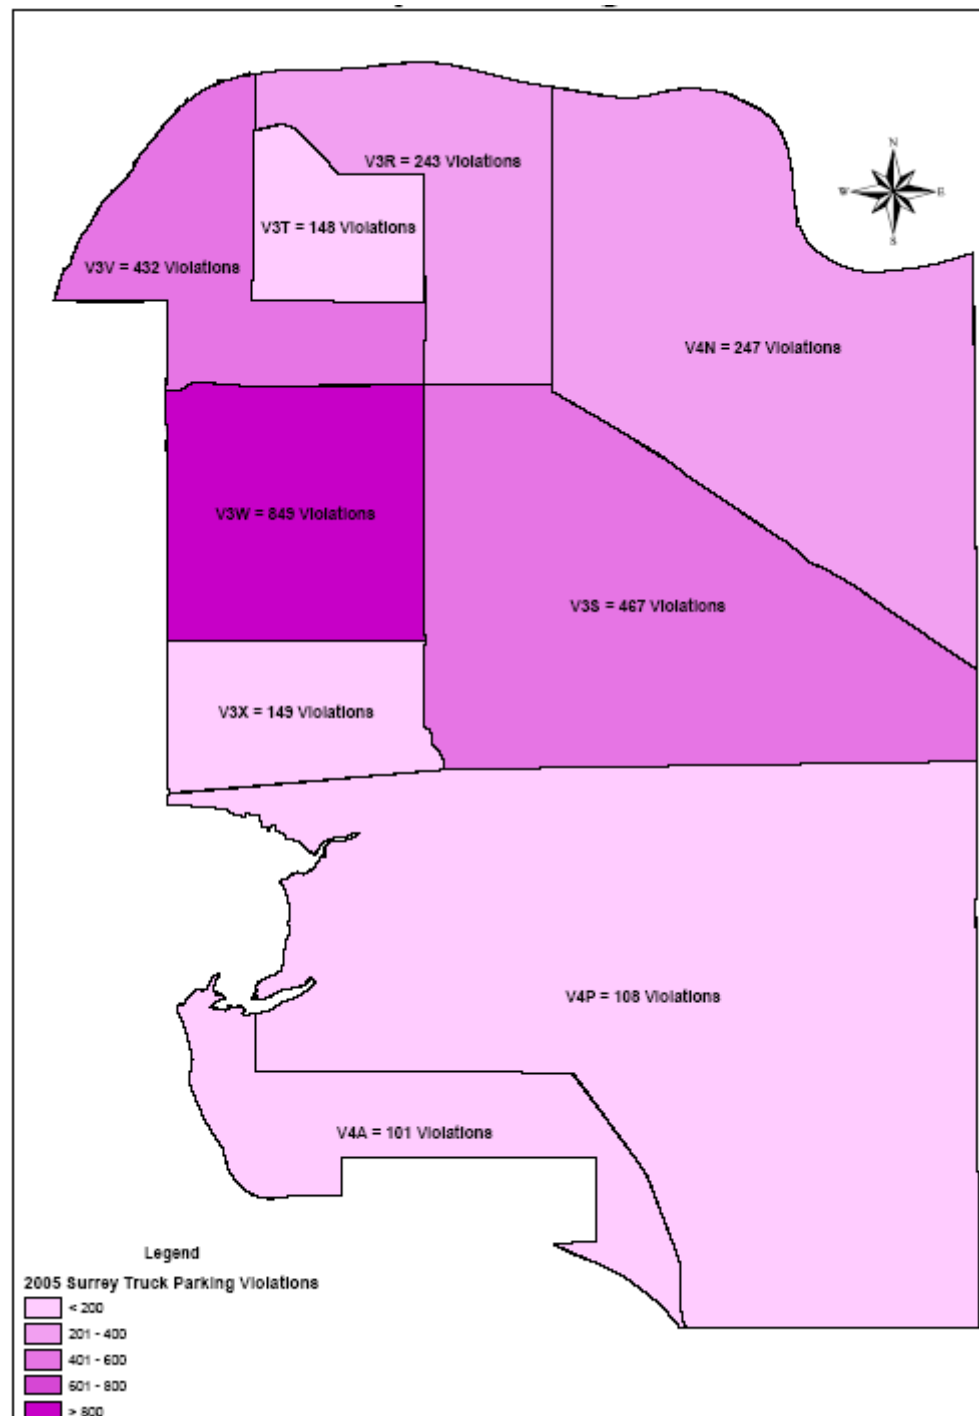 N
V3R = 243 Violations
W
E
V3T = 148 Violations
S
V3V = 432 Violations
V4N = 247 Violations
V3W = 849 Violations
V3S = 467 Violations
V3X = 149 Violations
V4P = 108 Violations
V4A = 101 Violations
Legend
2005 Surrey Truck Parking Violations
< 200
201 - 400
401 - 600
601 - 800
> 800